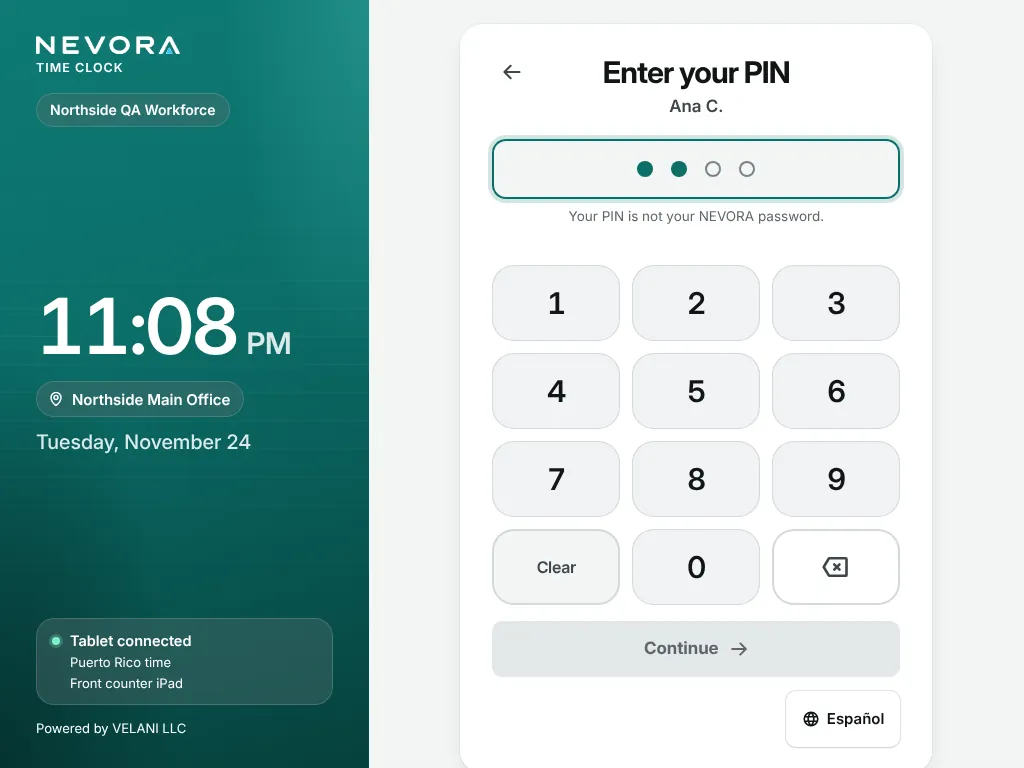 NEVORA
TIME CLOCK
Northside QA Workforce
11:08 PM
Northside Main Office
Tuesday, November 24
Tablet connected
Puerto Rico time
Front counter iPad
Powered by VELANI LLC
Enter your PIN
Ana C.
Your PIN is not your NEVORA password.
1 2 3
4 5 6
7 8 9
Clear 0
Continue
Español